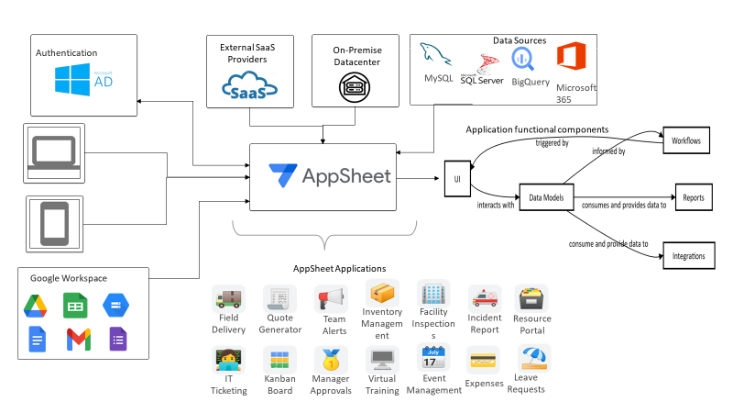 Authentication
Microsoft
AD
External SaaS
Providers
SaaS
On-Premise
Datacenter
Data Sources
MySQL
Microsoft
SQL Server
BigQuery
Microsoft
365
AppSheet
Application functional components
triggered by
informed by
Workflows
UI
interacts with
Data Models
consumes and provides data to
Reports
consume and provide data to
Integrations
Google Workspace
AppSheet Applications
Field
Delivery
Quote
Generator
Team
Alerts
Inventory
Managem
ent
Facility
Inspection
s
Incident
Report
Resource
Portal
IT
Ticketing
Kanban
Board
Manager
Approvals
Virtual
Training
July
17
Event
Management
Expenses
Leave
Requests